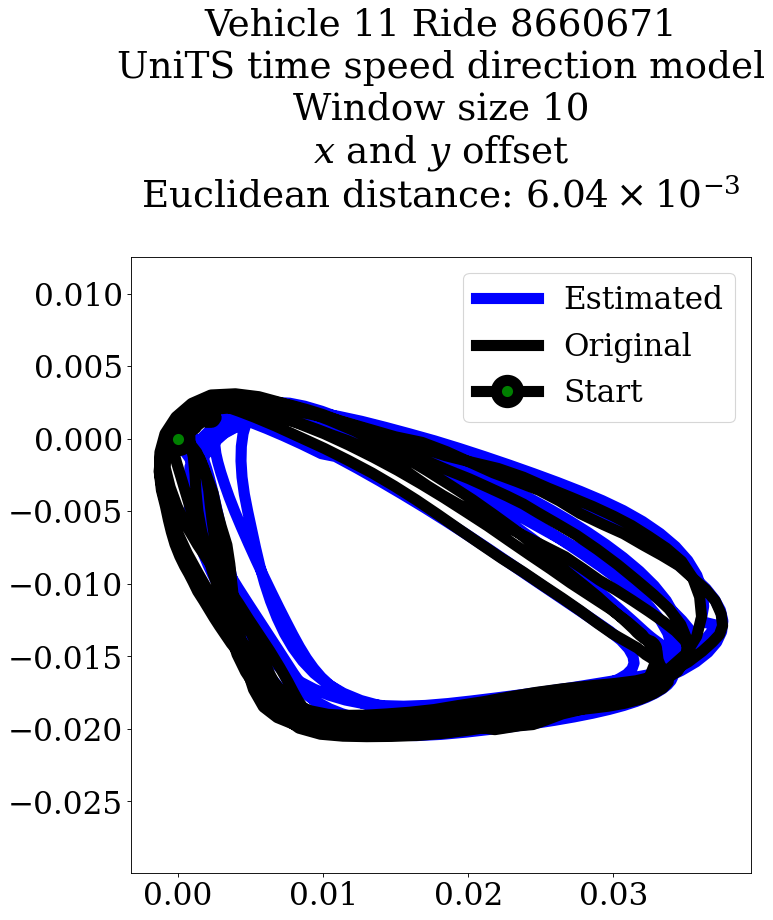 Vehicle 11 Ride 8660671
UniTS time speed direction model
Window size 10
x and y offset
Euclidean distance: 6.04 × 10⁻³
Estimated
Original
Start
0.010
0.005
0.000
−0.005
−0.010
−0.015
−0.020
−0.025
0.00 0.01 0.02 0.03